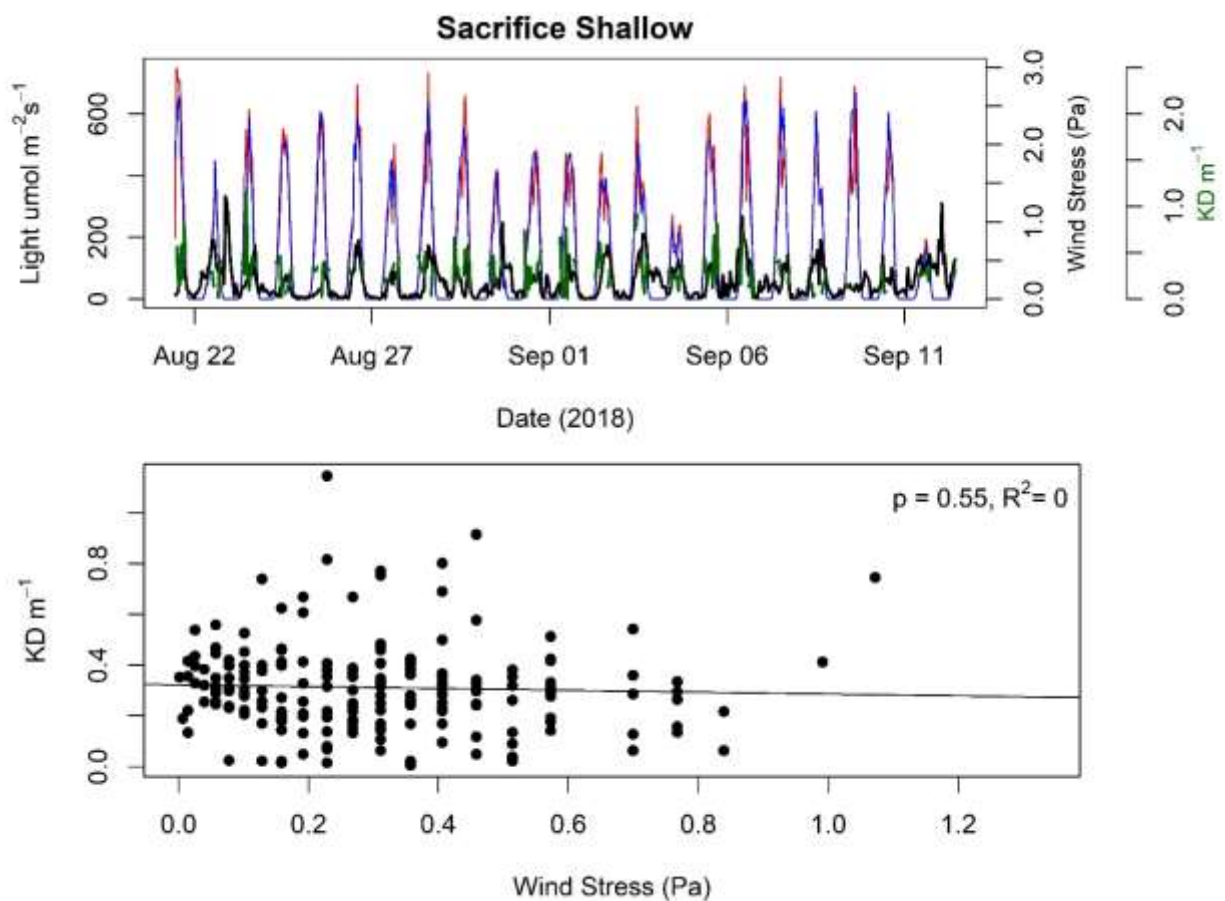 Sacrifice Shallow
Light umol m⁻²s⁻¹
0 200 600
Wind Stress (Pa)
0.0 1.0 2.0 3.0
KD m⁻¹
0.0 1.0 2.0
Aug 22 Aug 27 Sep 01 Sep 06 Sep 11
Date (2018)
p = 0.55, R²= 0
KD m⁻¹
0.0 0.4 0.8
0.0 0.2 0.4 0.6 0.8 1.0 1.2
Wind Stress (Pa)